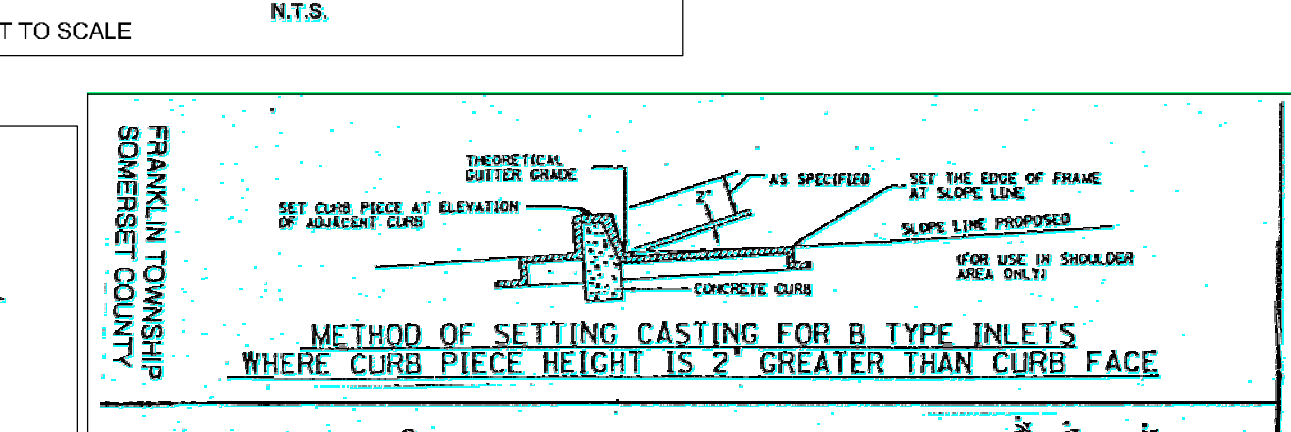 N.T.S.
T TO SCALE
FRANKLIN TOWNSHIP
SOMERSET COUNTY
THEORETICAL
GUTTER GRADE
AS SPECIFIED
SET THE EDGE OF FRAME
AT SLOPE LINE
2"
SET CURB PIECE AT ELEVATION
OF ADJACENT CURB
SLOPE LINE PROPOSED
(FOR USE IN SHOULDER
AREA ONLY)
CONCRETE CURB
METHOD OF SETTING CASTING FOR B TYPE INLETS
WHERE CURB PIECE HEIGHT IS 2" GREATER THAN CURB FACE